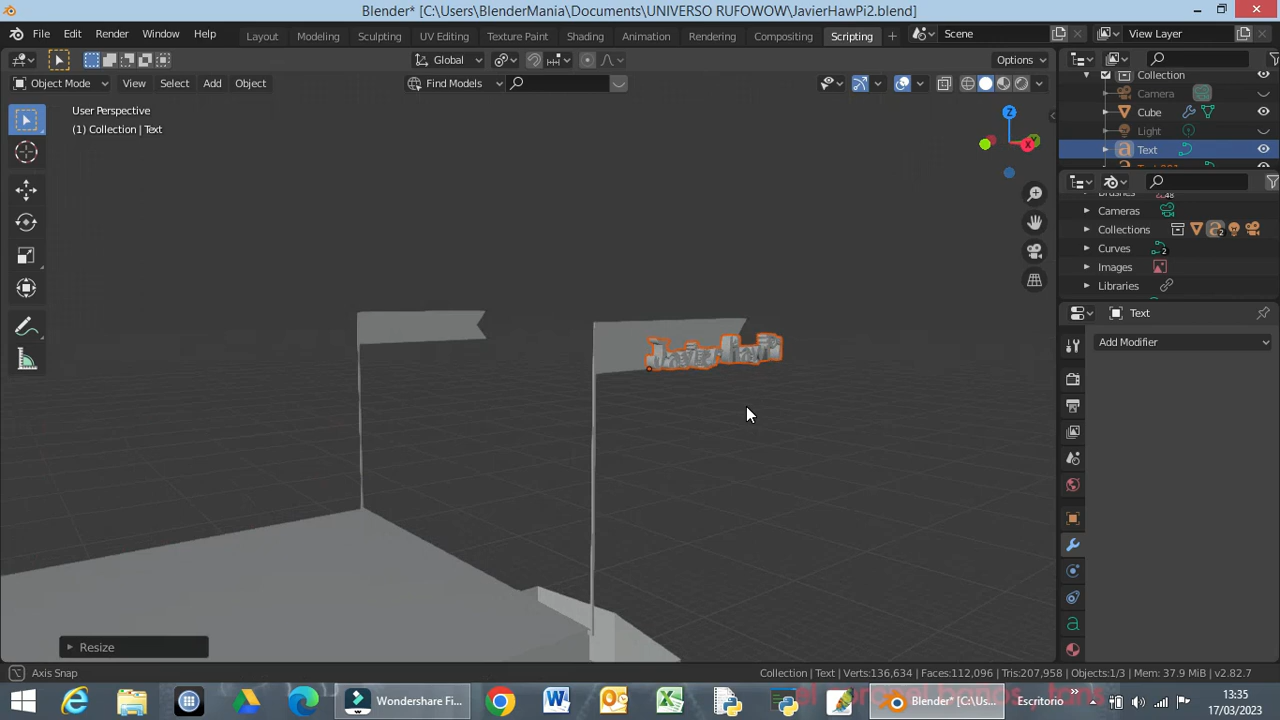 Blender* [C:\Users\BlenderMania\Documents\UNIVERSO RUFOWOW\JavierHawPi2.blend]
File Edit Render Window Help Layout Modeling Sculpting UV Editing Texture Paint Shading Animation Rendering Compositing Scripting Scene View Layer
Global Options
Object Mode View Select Add Object Find Models
User Perspective
(1) Collection | Text
Z
X
Y
Collection
Camera
Cube
Light
Text
Cameras
Collections 2
Curves 2
Images
Libraries
Text
Add Modifier
Resize
Axis Snap Collection | Text | Verts:136,634 | Faces:112,096 | Tris:207,958 | Objects:1/3 | Mem: 37.9 MiB | v2.82.7
Wondershare Fi...
Blender* [C:\Us...
Escritorio
13:35
17/03/2023